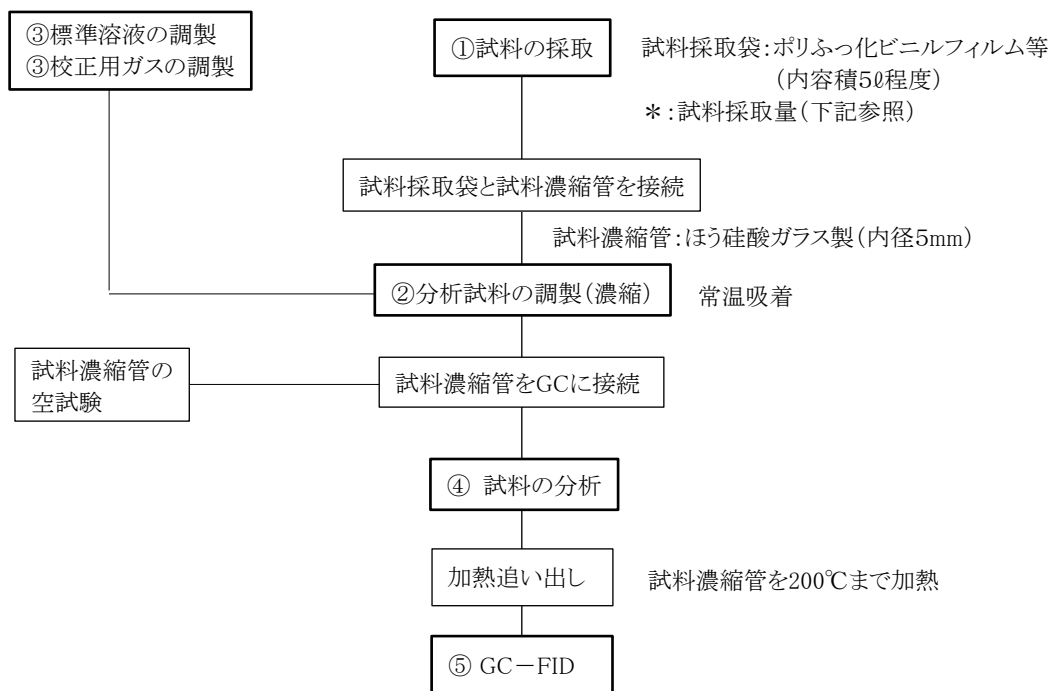 ③標準溶液の調製
③校正用ガスの調製
①試料の採取
試料採取袋：ポリふっ化ビニルフィルム等
（内容積5ℓ程度）
＊：試料採取量（下記参照）
試料採取袋と試料濃縮管を接続
試料濃縮管：ほう硅酸ガラス製（内径5mm）
②分析試料の調製（濃縮）
常温吸着
試料濃縮管の
空試験
試料濃縮管をGCに接続
④ 試料の分析
加熱追い出し
試料濃縮管を200℃まで加熱
⑤ GC－FID